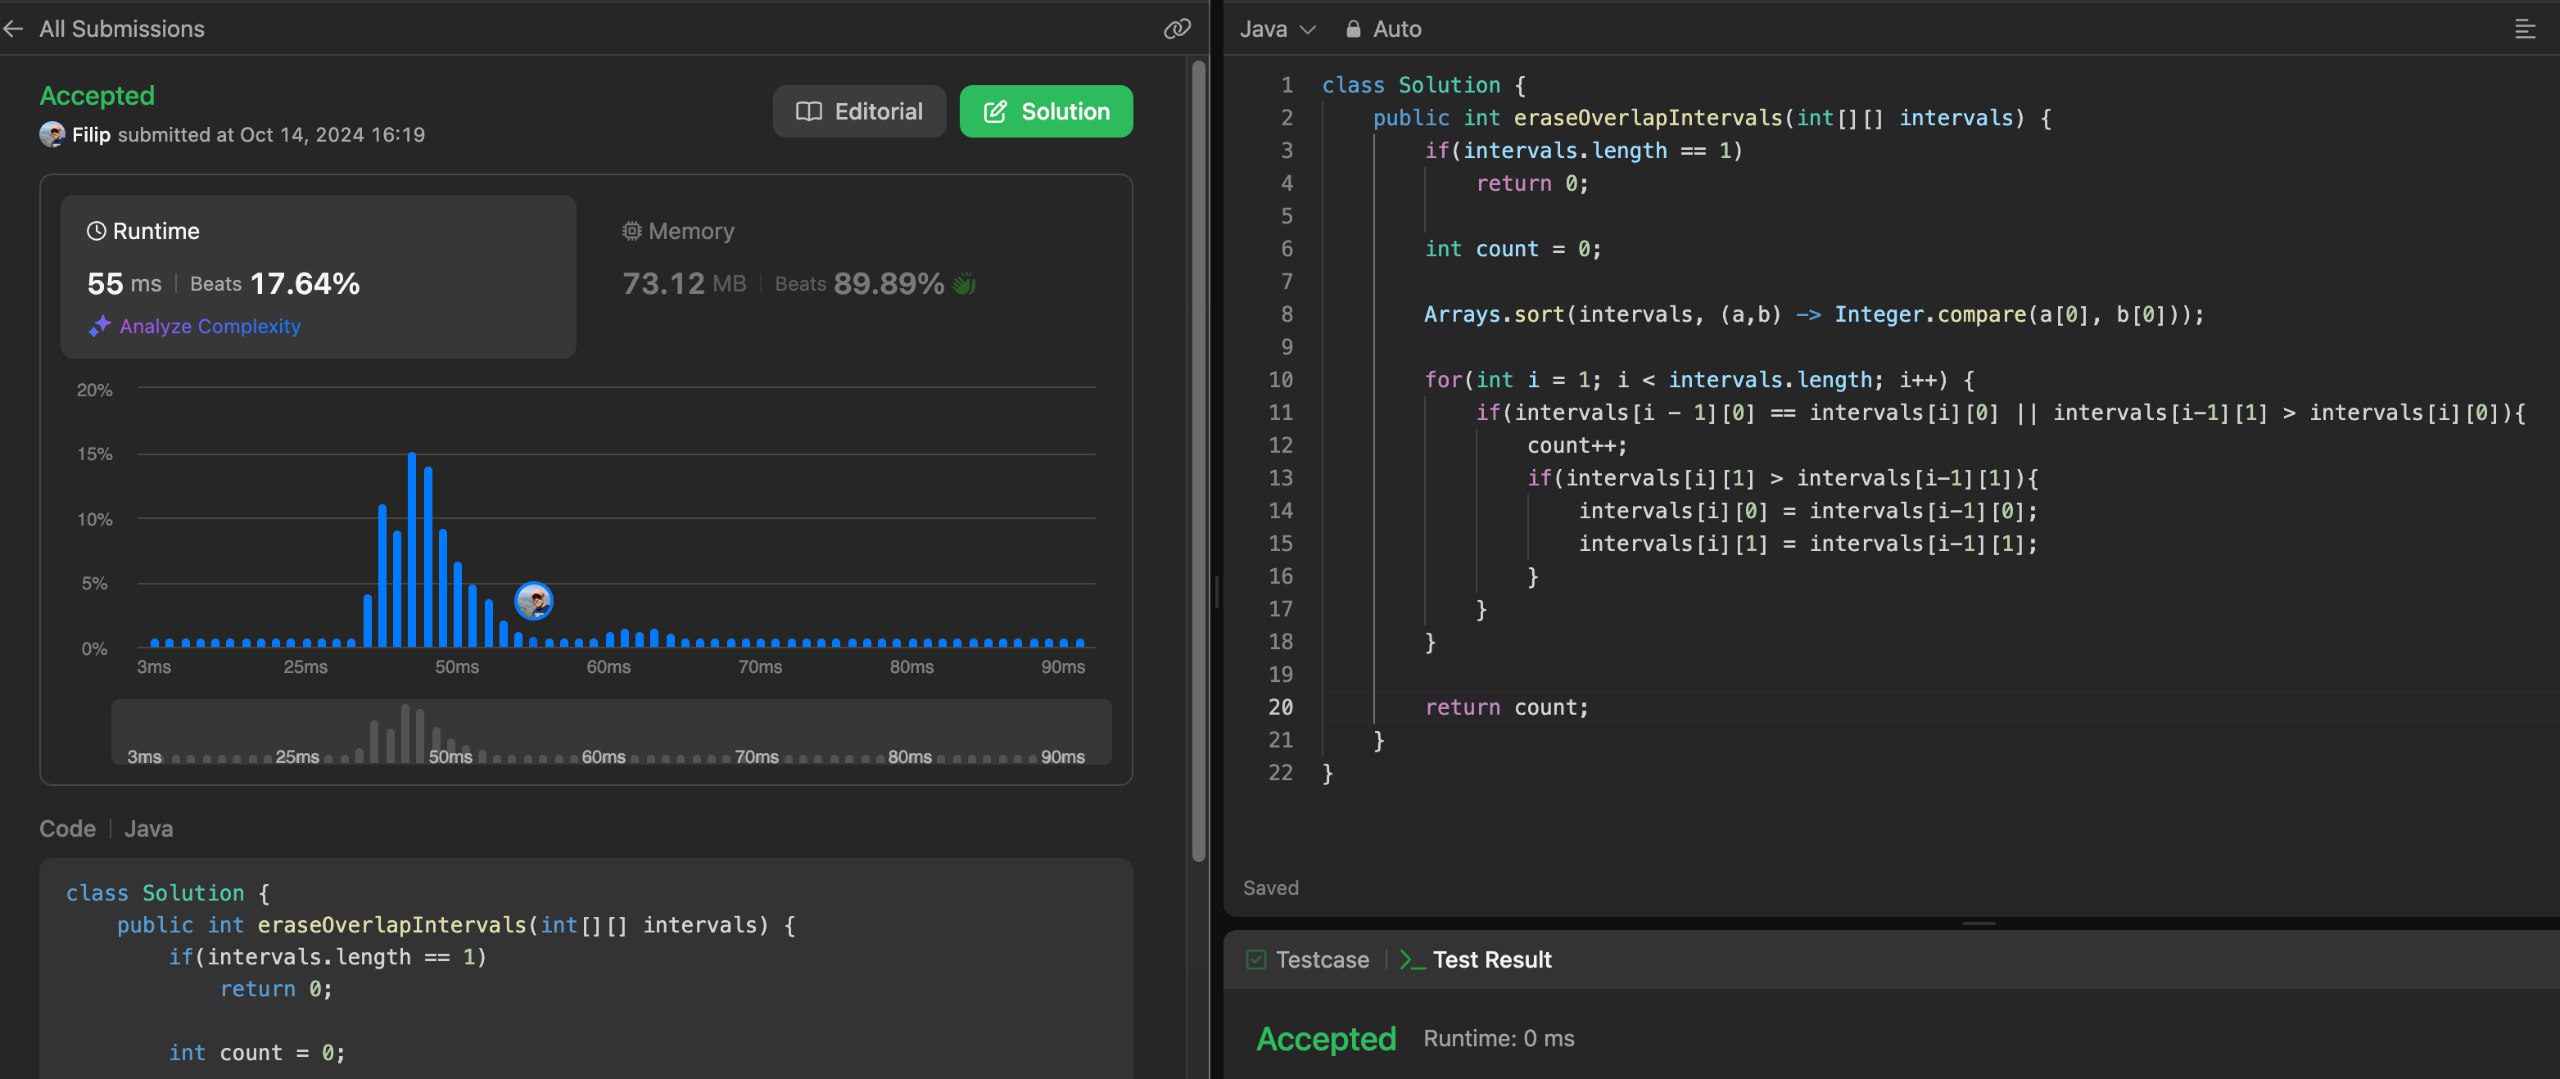 All Submissions
Accepted
Filip submitted at Oct 14, 2024 16:19
Editorial
Solution
Runtime
55 ms | Beats 17.64%
Analyze Complexity
Memory
73.12 MB | Beats 89.89%
20%
15%
10%
5%
0%
3ms 25ms 50ms 60ms 70ms 80ms 90ms
3ms 25ms 50ms 60ms 70ms 80ms 90ms
Code | Java
class Solution {
    public int eraseOverlapIntervals(int[][] intervals) {
        if(intervals.length == 1)
            return 0;
        int count = 0;
Java Auto
1 class Solution {
2     public int eraseOverlapIntervals(int[][] intervals) {
3         if(intervals.length == 1)
4             return 0;
5
6         int count = 0;
7
8         Arrays.sort(intervals, (a,b) -> Integer.compare(a[0], b[0]));
9
10         for(int i = 1; i < intervals.length; i++) {
11             if(intervals[i - 1][0] == intervals[i][0] || intervals[i-1][1] > intervals[i][0]){
12                 count++;
13                 if(intervals[i][1] > intervals[i-1][1]){
14                     intervals[i][0] = intervals[i-1][0];
15                     intervals[i][1] = intervals[i-1][1];
16                 }
17             }
18         }
19
20         return count;
21     }
22 }
Saved
Testcase | >_ Test Result
Accepted Runtime: 0 ms